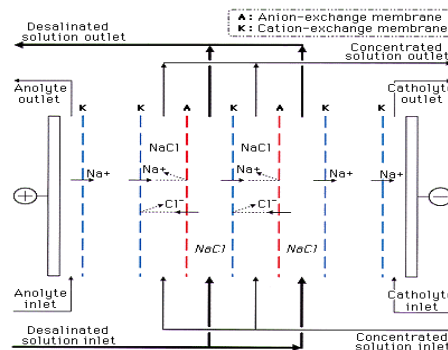 A: Anion-exchange membrane
K: Cation-exchange membrane
Desalinated
solution outlet
Concentrated
solution outlet
Anolyte
outlet
Catholyte
outlet
K K A K A K K
NaCl NaCl
Na+ Na+ Na+ Na+ Na+
Cl⁻ Cl⁻
+ −
NaCl NaCl
Anolyte
inlet
Catholyte
inlet
Desalinated
solution inlet
Concentrated
solution inlet